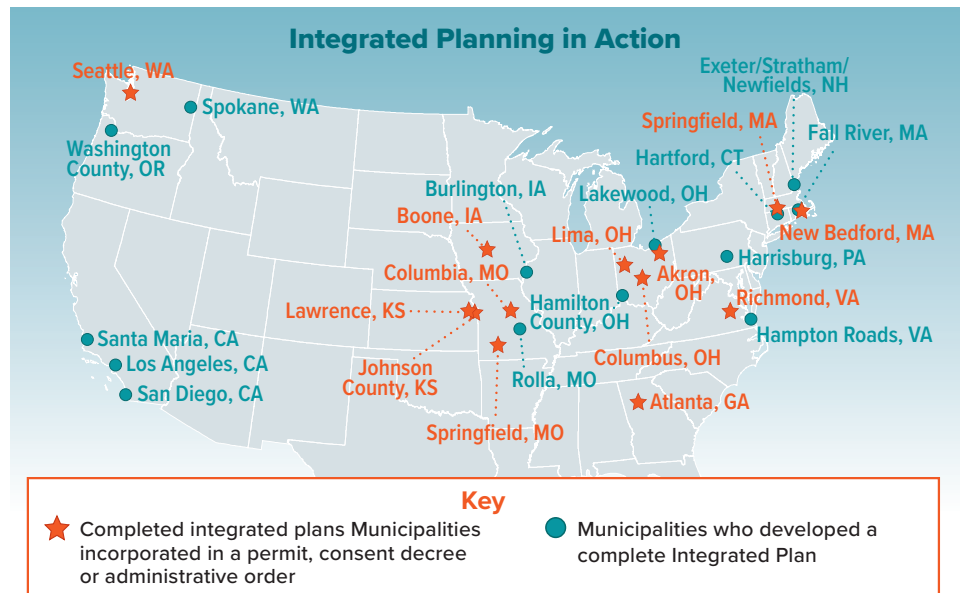 Integrated Planning in Action
Seattle, WA
Spokane, WA
Washington
County, OR
Exeter/Stratham/
Newfields, NH
Springfield, MA
Fall River, MA
Hartford, CT
Burlington, IA
Lakewood, OH
Boone, IA
Lima, OH
New Bedford, MA
Columbia, MO
Akron,
OH
Harrisburg, PA
Lawrence, KS
Hamilton
County, OH
Richmond, VA
Santa Maria, CA
Hampton Roads, VA
Los Angeles, CA
Johnson
County, KS
Columbus, OH
Rolla, MO
San Diego, CA
Atlanta, GA
Springfield, MO
Key
Completed integrated plans Municipalities
incorporated in a permit, consent decree
or administrative order
Municipalities who developed a
complete Integrated Plan